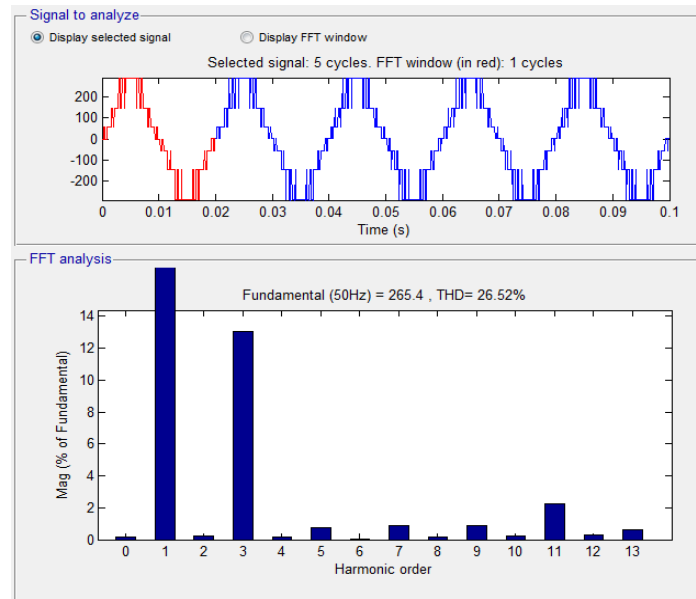 Signal to analyze
Display selected signal Display FFT window
Selected signal: 5 cycles. FFT window (in red): 1 cycles
200
100
0
-100
-200
0 0.01 0.02 0.03 0.04 0.05 0.06 0.07 0.08 0.09 0.1
Time (s)
FFT analysis
Fundamental (50Hz) = 265.4 , THD= 26.52%
Mag (% of Fundamental)
14
12
10
8
6
4
2
0
0 1 2 3 4 5 6 7 8 9 10 11 12 13
Harmonic order